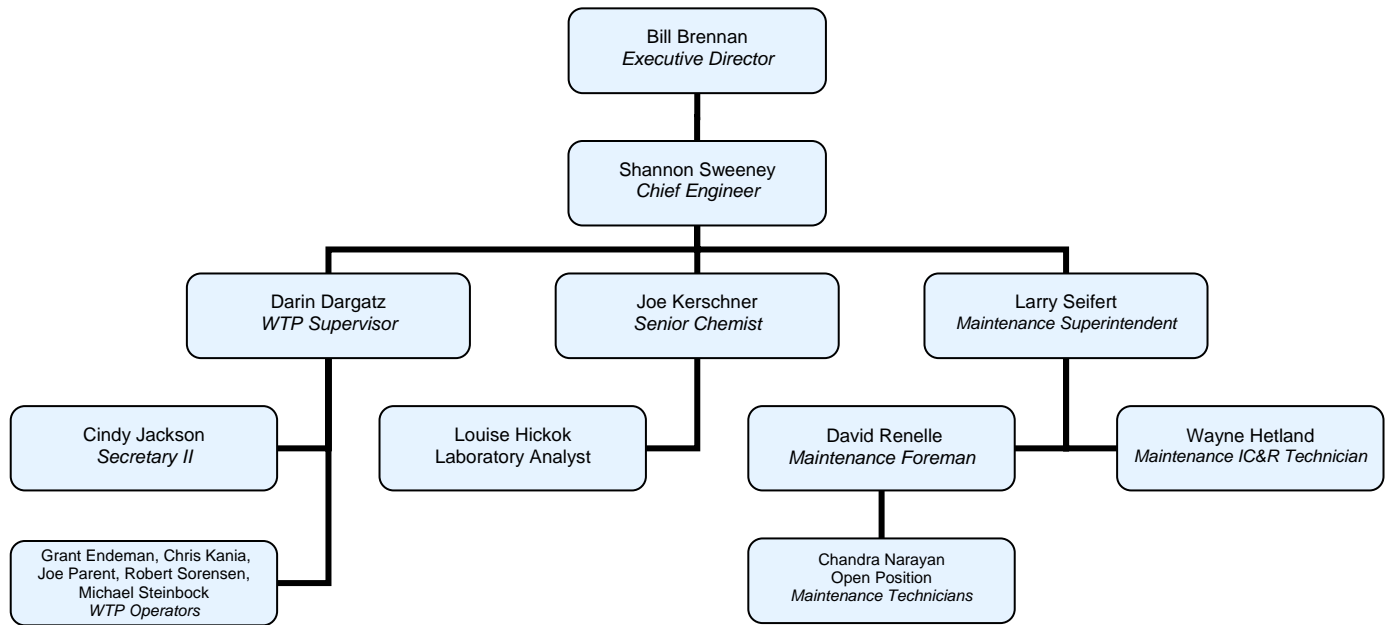 Bill Brennan
Executive Director
Shannon Sweeney
Chief Engineer
Darin Dargatz
WTP Supervisor
Joe Kerschner
Senior Chemist
Larry Seifert
Maintenance Superintendent
Cindy Jackson
Secretary II
Louise Hickok
Laboratory Analyst
David Renelle
Maintenance Foreman
Wayne Hetland
Maintenance IC&R Technician
Grant Endeman, Chris Kania,
Joe Parent, Robert Sorensen,
Michael Steinbock
WTP Operators
Chandra Narayan
Open Position
Maintenance Technicians